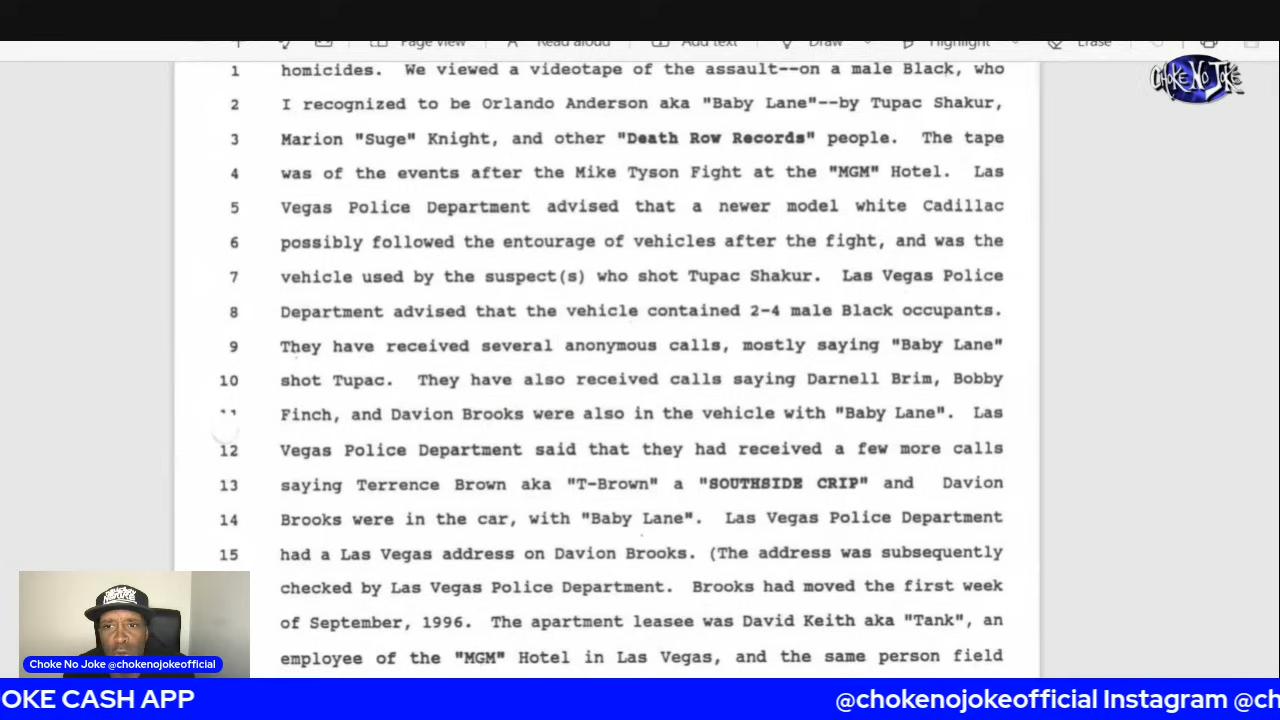 Page view
Read aloud
Add text
Draw
Highlight
Erase
CHOKE NO JOKE
1 homicides. We viewed a videotape of the assault--on a male Black, who
2 I recognized to be Orlando Anderson aka "Baby Lane"--by Tupac Shakur,
3 Marion "Suge" Knight, and other "Death Row Records" people. The tape
4 was of the events after the Mike Tyson Fight at the "MGM" Hotel. Las
5 Vegas Police Department advised that a newer model white Cadillac
6 possibly followed the entourage of vehicles after the fight, and was the
7 vehicle used by the suspect(s) who shot Tupac Shakur. Las Vegas Police
8 Department advised that the vehicle contained 2-4 male Black occupants.
9 They have received several anonymous calls, mostly saying "Baby Lane"
10 shot Tupac. They have also received calls saying Darnell Brim, Bobby
Finch, and Davion Brooks were also in the vehicle with "Baby Lane". Las
12 Vegas Police Department said that they had received a few more calls
13 saying Terrence Brown aka "T-Brown" a "SOUTHSIDE CRIP" and Davion
14 Brooks were in the car, with "Baby Lane". Las Vegas Police Department
15 had a Las Vegas address on Davion Brooks. (The address was subsequently
checked by Las Vegas Police Department. Brooks had moved the first week
of September, 1996. The apartment leasee was David Keith aka "Tank", an
employee of the "MGM" Hotel in Las Vegas, and the same person field
Choke No Joke @chokenojokeofficial
OKE CASH APP @chokenojokeofficial Instagram @ch